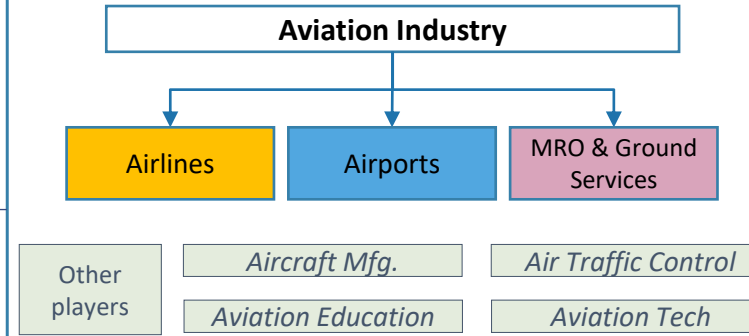 Aviation Industry
Airlines
Airports
MRO & Ground
Services
Other
players
Aircraft Mfg.
Air Traffic Control
Aviation Education
Aviation Tech